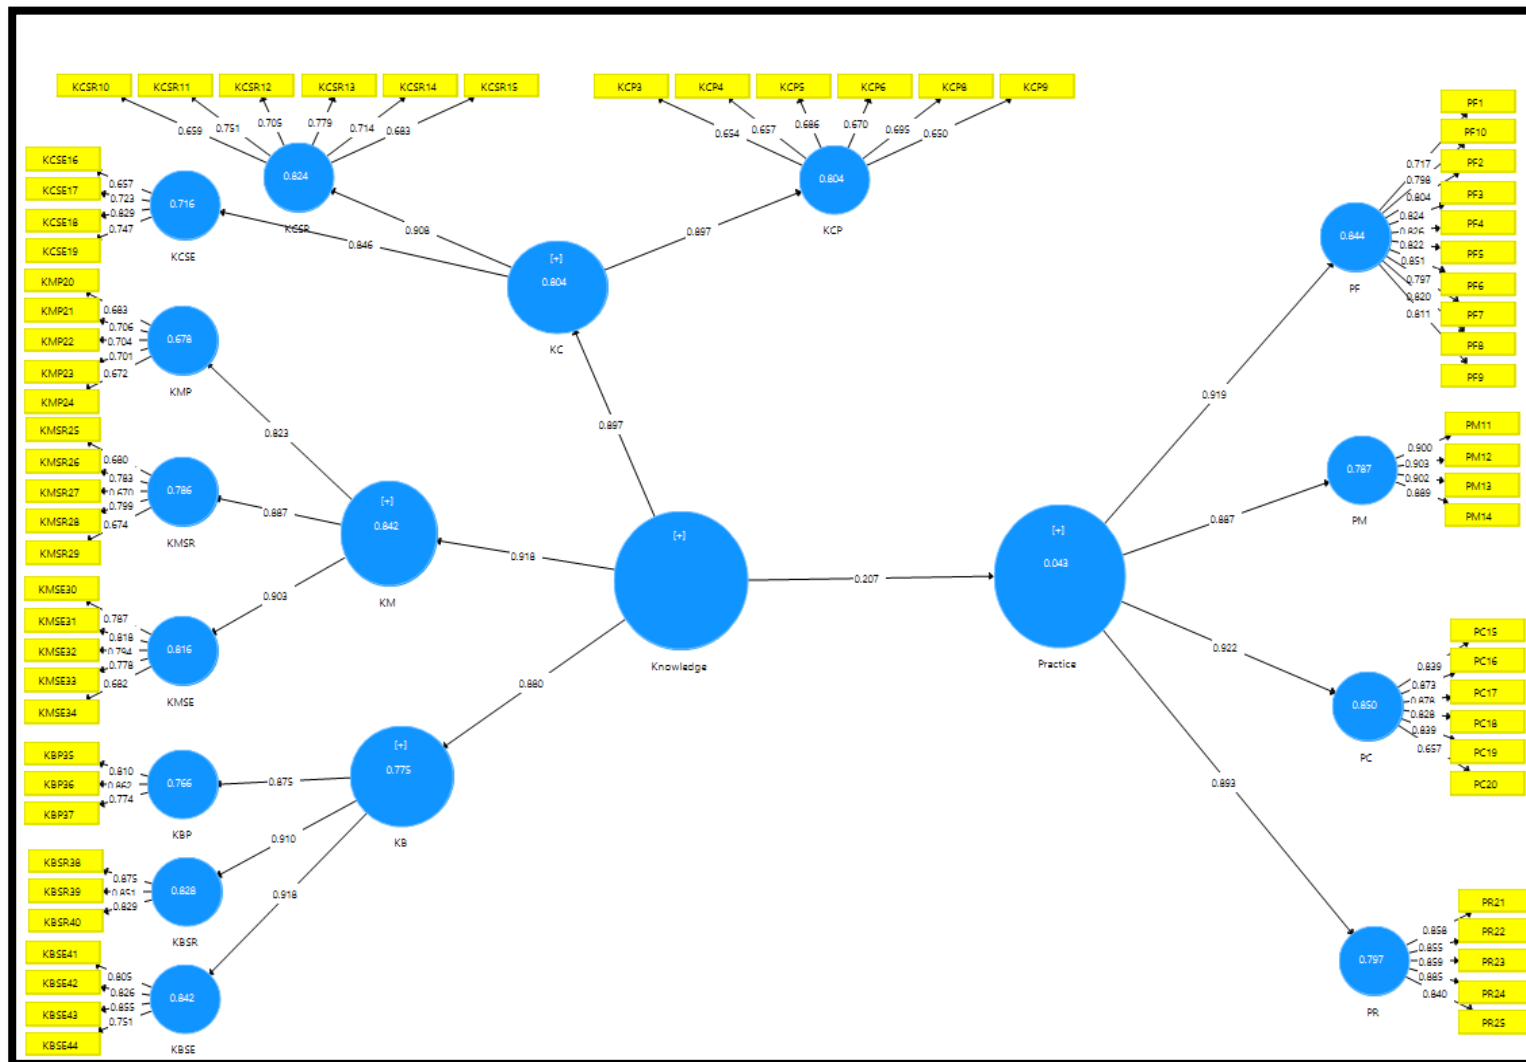 KCSR10 KCSR11 KCSR12 KCSR13 KCSR14 KCSR15
0.659 0.751 0.705 0.779 0.714 0.683
0.824
KCSR
KCP3 KCP4 KCP5 KCP6 KCP8 KCP9
0.654 0.657 0.686 0.670 0.695 0.650
0.804
KCP
KCSE16
KCSE17
KCSE18
KCSE19
0.657
0.723
0.829
0.747
0.716
KCSE
0.846
0.908
0.897
[+]
0.804
KC
0.897
KMP20
KMP21
KMP22
KMP23
KMP24
0.683
0.706
0.704
0.701
0.672
0.678
KMP
0.823
KMSR25
KMSR26
KMSR27
KMSR28
KMSR29
0.680
0.783
0.670
0.799
0.674
0.786
KMSR
0.887
[+]
0.842
KM
0.918
KMSE30
KMSE31
KMSE32
KMSE33
KMSE34
0.787
0.818
0.794
0.778
0.682
0.816
KMSE
0.903
[+]
Knowledge
0.207
[+]
0.043
Practice
0.880
KBP35
KBP36
KBP37
0.810
0.862
0.774
0.766
KBP
0.875
[+]
0.775
KB
KBSR38
KBSR39
KBSR40
0.875
0.851
0.829
0.828
KBSR
0.910
KBSE41
KBSE42
KBSE43
KBSE44
0.805
0.826
0.855
0.751
0.842
KBSE
0.918
PF1
PF10
PF2
PF3
PF4
PF5
PF6
PF7
PF8
PF9
0.717
0.798
0.804
0.824
0.826
0.822
0.851
0.797
0.820
0.811
0.844
PF
0.919
PM11
PM12
PM13
PM14
0.900
0.903
0.902
0.889
0.787
PM
0.887
PC15
PC16
PC17
PC18
PC19
PC20
0.839
0.873
0.878
0.828
0.839
0.657
0.850
PC
0.922
PR21
PR22
PR23
PR24
PR25
0.858
0.855
0.859
0.885
0.840
0.797
PR
0.893